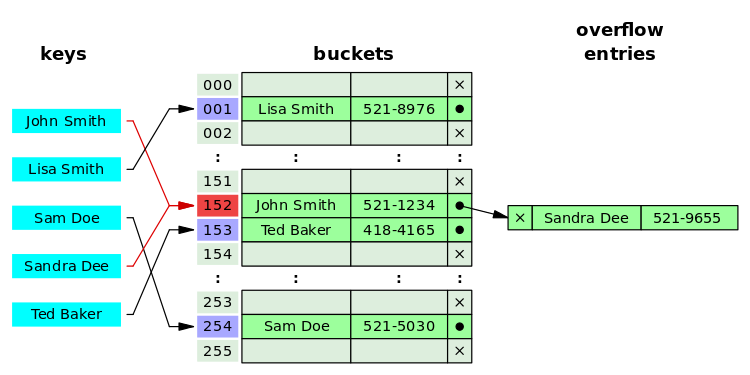 overflow
keys buckets entries
000 ×
John Smith 001 Lisa Smith 521-8976 ●
002 ×
Lisa Smith : : : :
151 ×
Sam Doe 152 John Smith 521-1234 ● × Sandra Dee 521-9655
153 Ted Baker 418-4165 ●
Sandra Dee 154 ×
: : : :
253 ×
Ted Baker 254 Sam Doe 521-5030 ●
255 ×